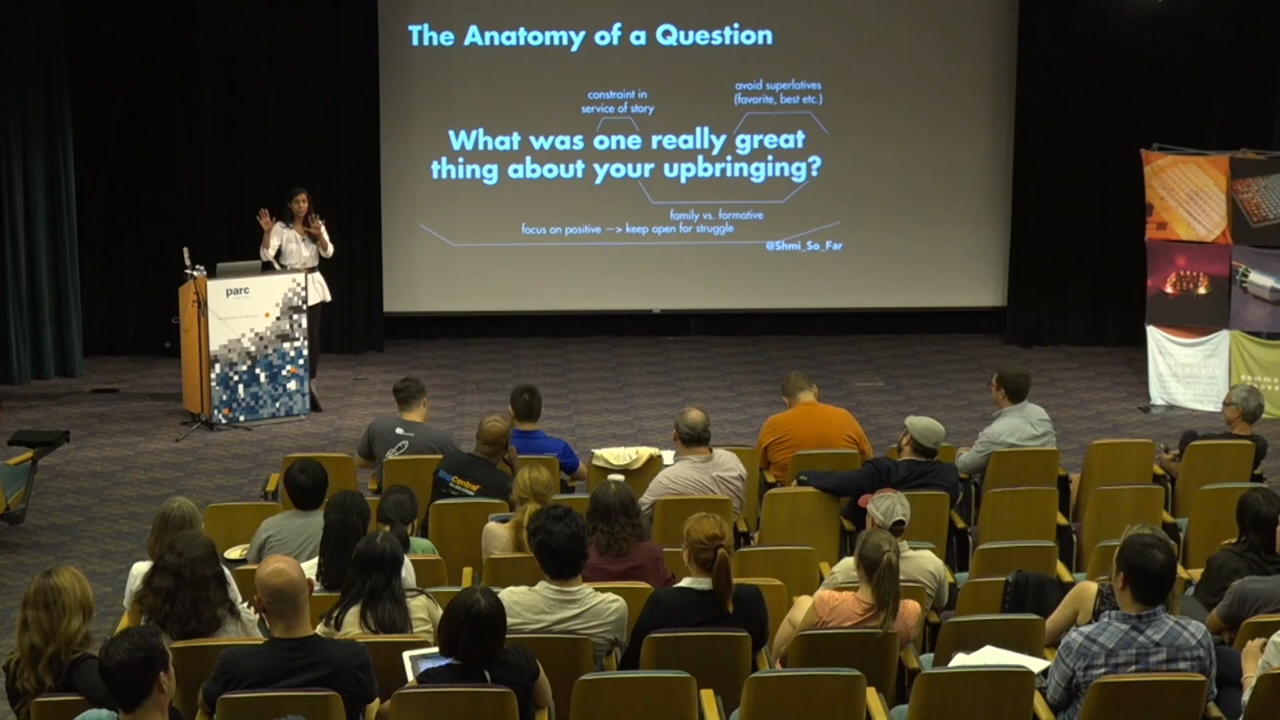 The Anatomy of a Question
constraint in
service of story
avoid superlatives
(favorite, best etc.)
What was one really great
thing about your upbringing?
family vs. formative
focus on positive —> keep open for struggle
@Shmi_So_Far
parc
Central